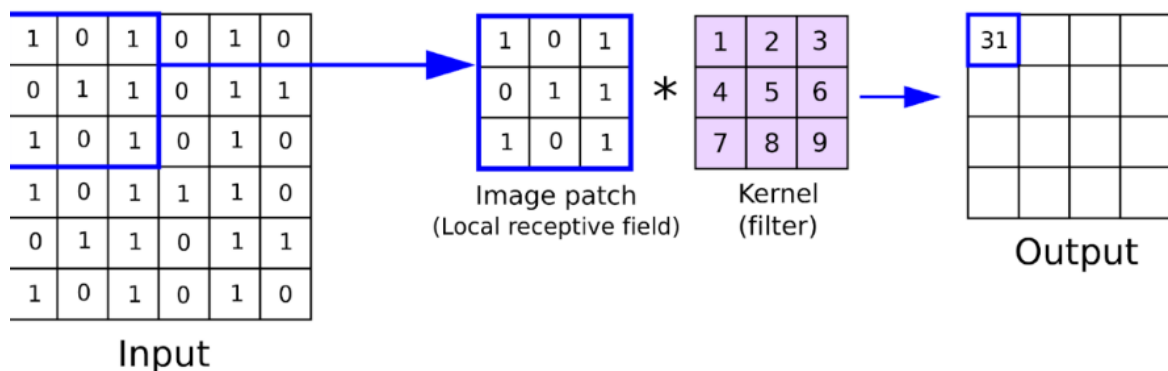 1 0 1 0 1 0
0 1 1 0 1 1
1 0 1 0 1 0
1 0 1 1 1 0
0 1 1 0 1 1
1 0 1 0 1 0
Input
1 0 1
0 1 1
1 0 1
Image patch
(Local receptive field)
*
1 2 3
4 5 6
7 8 9
Kernel
(filter)
31
Output